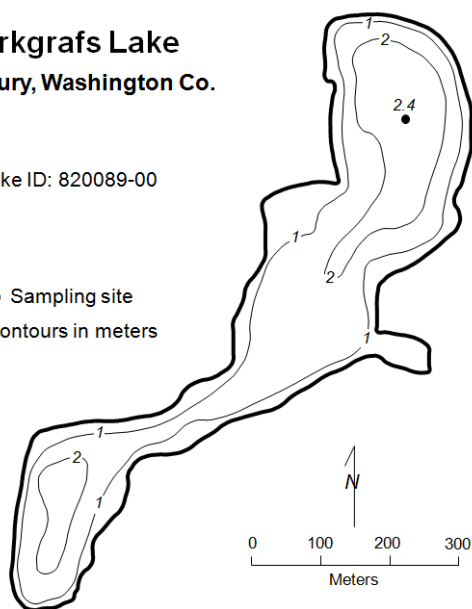 rkgrafs Lake
ury, Washington Co.
ke ID: 820089-00
Sampling site
ontours in meters
1
2
2.4
1
2
1
1
2
1
N
0 100 200 300
Meters